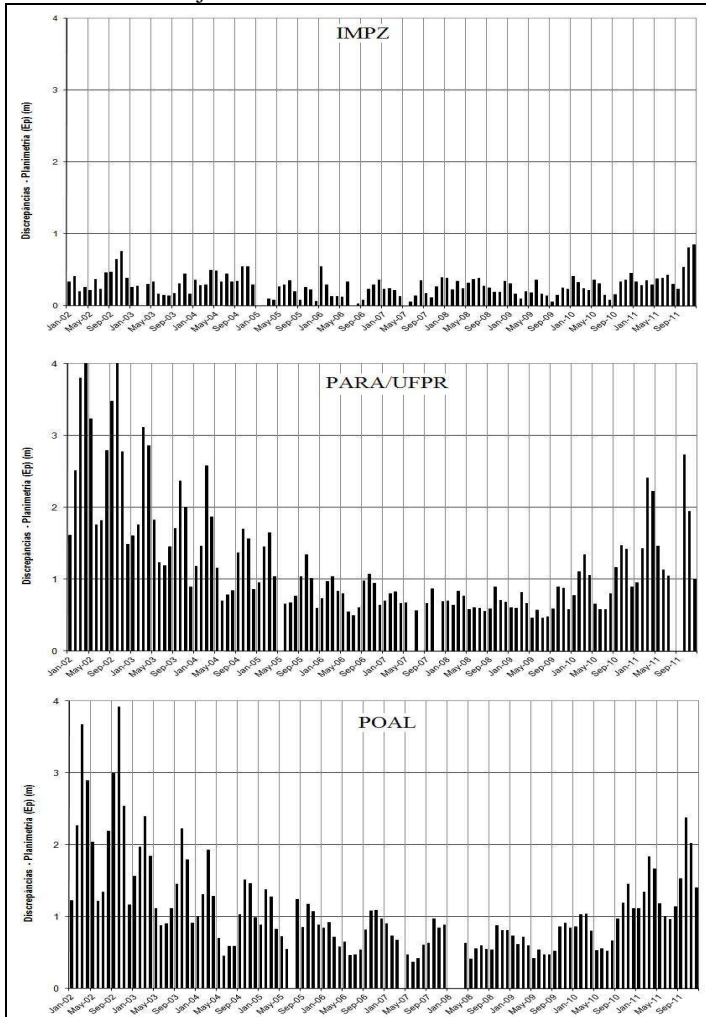 IMPZ
Discrepâncias - Planimetria (Ep) (m)
4
3
2
1
0
Jan-02 May-02 Sep-02 Jan-03 May-03 Sep-03 Jan-04 May-04 Sep-04 Jan-05 May-05 Sep-05 Jan-06 May-06 Sep-06 Jan-07 May-07 Sep-07 Jan-08 May-08 Sep-08 Jan-09 May-09 Sep-09 Jan-10 May-10 Sep-10 Jan-11 May-11 Sep-11
PARA/UFPR
Discrepâncias - Planimetria (Ep) (m)
4
3
2
1
0
Jan-02 May-02 Sep-02 Jan-03 May-03 Sep-03 Jan-04 May-04 Sep-04 Jan-05 May-05 Sep-05 Jan-06 May-06 Sep-06 Jan-07 May-07 Sep-07 Jan-08 May-08 Sep-08 Jan-09 May-09 Sep-09 Jan-10 May-10 Sep-10 Jan-11 May-11 Sep-11
POAL
Discrepâncias - Planimetria (Ep) (m)
4
3
2
1
0
Jan-02 May-02 Sep-02 Jan-03 May-03 Sep-03 Jan-04 May-04 Sep-04 Jan-05 May-05 Sep-05 Jan-06 May-06 Sep-06 Jan-07 May-07 Sep-07 Jan-08 May-08 Sep-08 Jan-09 May-09 Sep-09 Jan-10 May-10 Sep-10 Jan-11 May-11 Sep-11